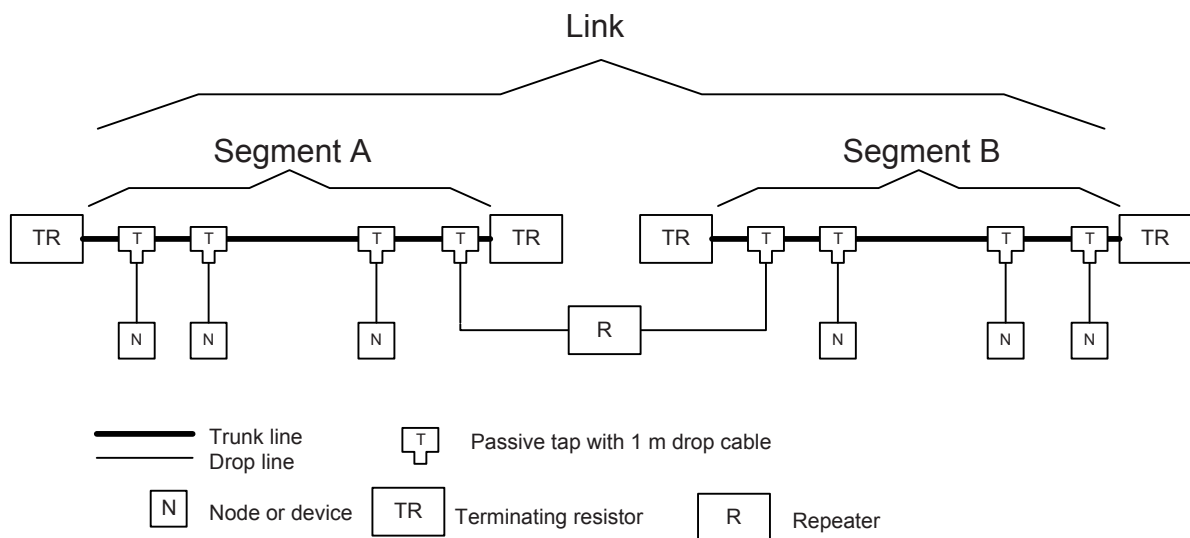 Link
Segment A
Segment B
TR T T T T TR TR T T T T TR
N N N R N N N
Trunk line
Drop line
T Passive tap with 1 m drop cable
N Node or device
TR Terminating resistor
R Repeater